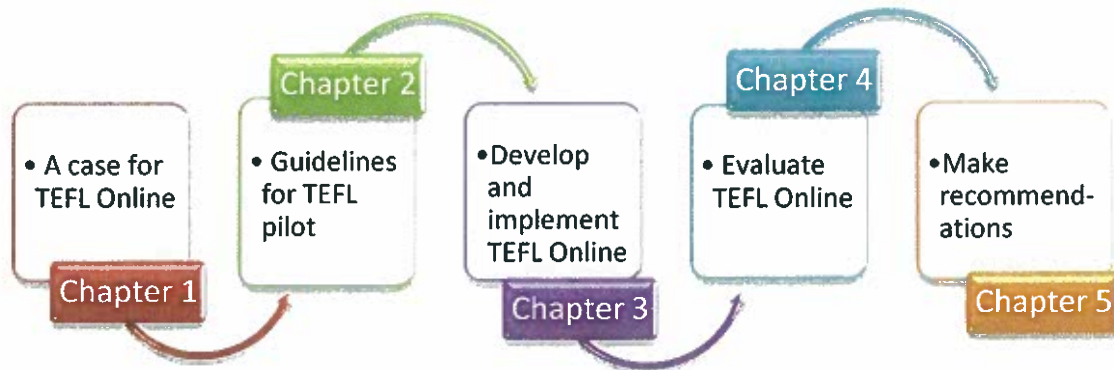 • A case for
TEFL Online
Chapter 1
Chapter 2
• Guidelines
for TEFL
pilot
•Develop
and
implement
TEFL Online
Chapter 3
Chapter 4
• Evaluate
TEFL Online
•Make
recommend-
ations
Chapter 5